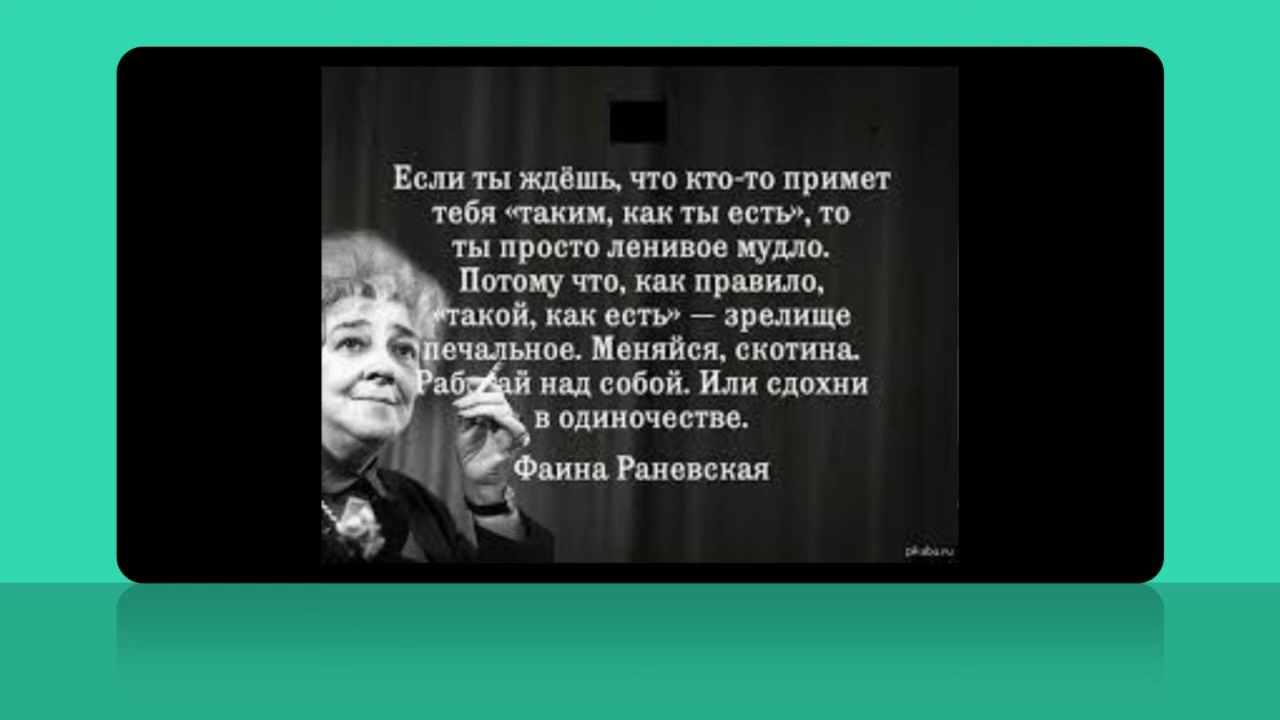 Если ты ждёшь, что кто-то примет
тебя «таким, как ты есть», то
ты просто ленивое мудло.
Потому что, как правило,
«такой, как есть» — зрелище
печальное. Меняйся, скотина.
Работай над собой. Или сдохни
в одиночестве.
Фаина Раневская
pikabu.ru